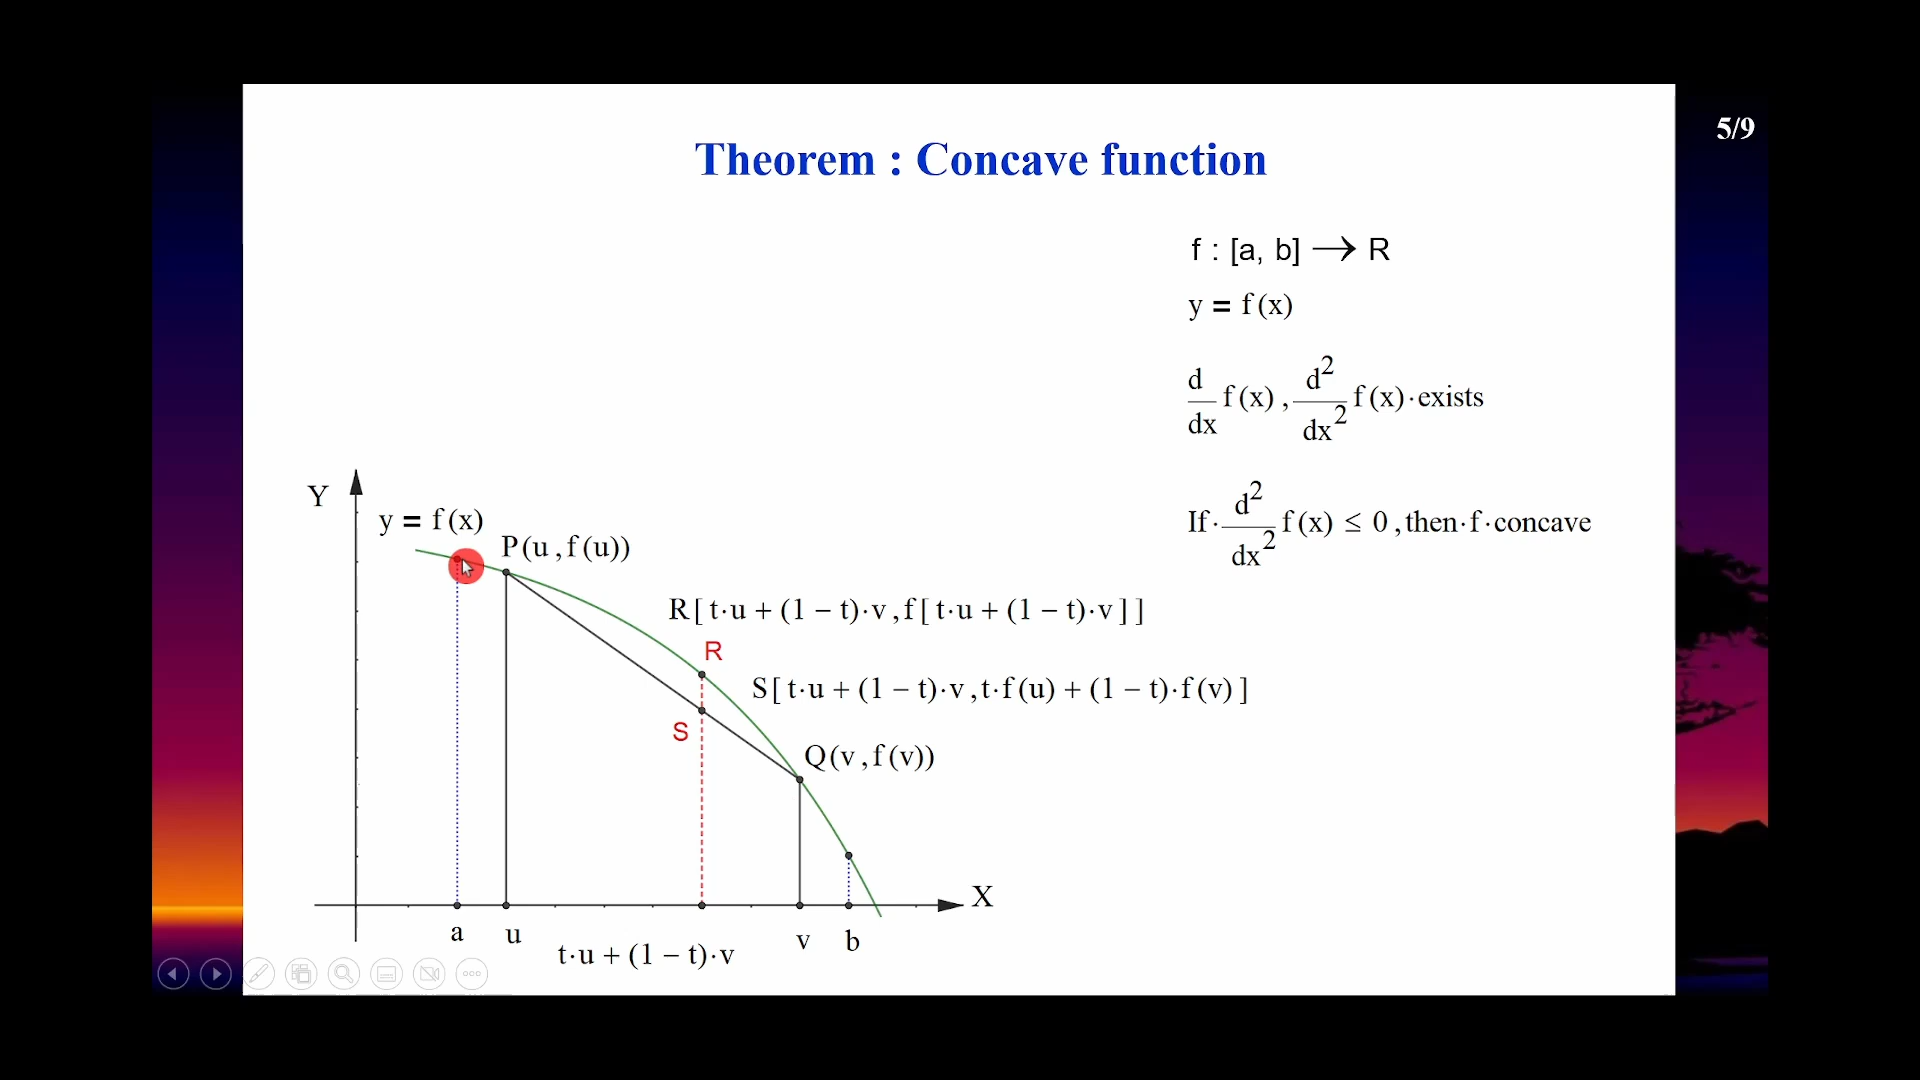 5/9
Theorem : Concave function
f : [a, b] → R
y = f(x)
d/dx f(x) , d²/dx² f(x)·exists
If· d²/dx² f(x) ≤ 0 ,then·f·concave
Y
y = f(x)
P(u ,f(u))
R[ t·u + (1 − t)·v ,f[ t·u + (1 − t)·v ] ]
R
S[ t·u + (1 − t)·v ,t·f(u) + (1 − t)·f(v) ]
S
Q(v ,f(v))
X
a u v b
t·u + (1 − t)·v